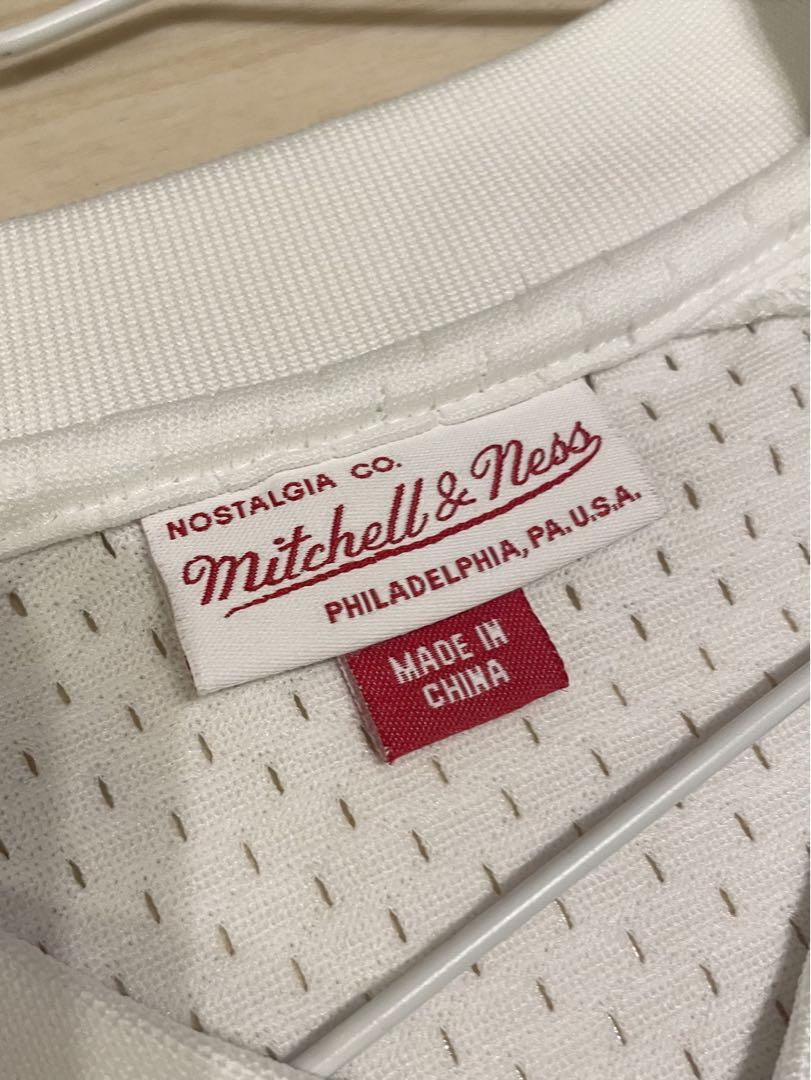 NOSTALGIA CO.
Mitchell & Ness
PHILADELPHIA, PA. U.S.A.
MADE IN
CHINA